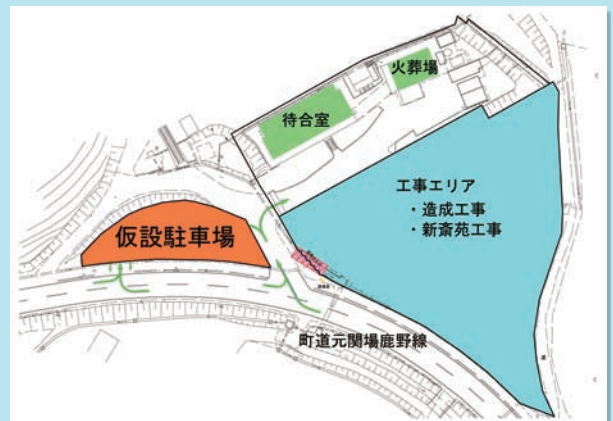 火葬場
待合室
工事エリア
・造成工事
・新斎苑工事
仮設駐車場
町道元関場鹿野線